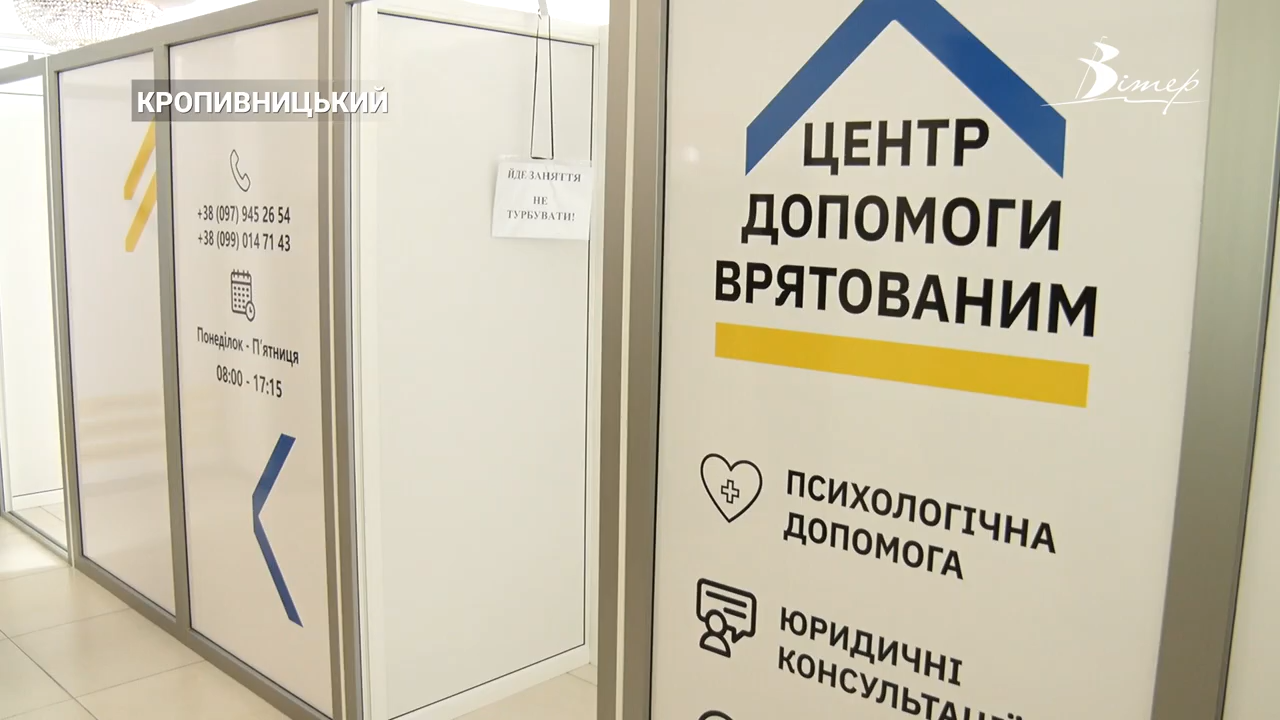 КРОПИВНИЦЬКИЙ
Вітер
+38 (097) 945 26 54
+38 (099) 014 71 43
Понеділок - П'ятниця
08:00 - 17:15
ЙДЕ ЗАНЯТТЯ
НЕ
ТУРБУВАТИ!
ЦЕНТР
ДОПОМОГИ
ВРЯТОВАНИМ
ПСИХОЛОГІЧНА
ДОПОМОГА
ЮРИДИЧНІ
КОНСУЛЬТАЦІЇ